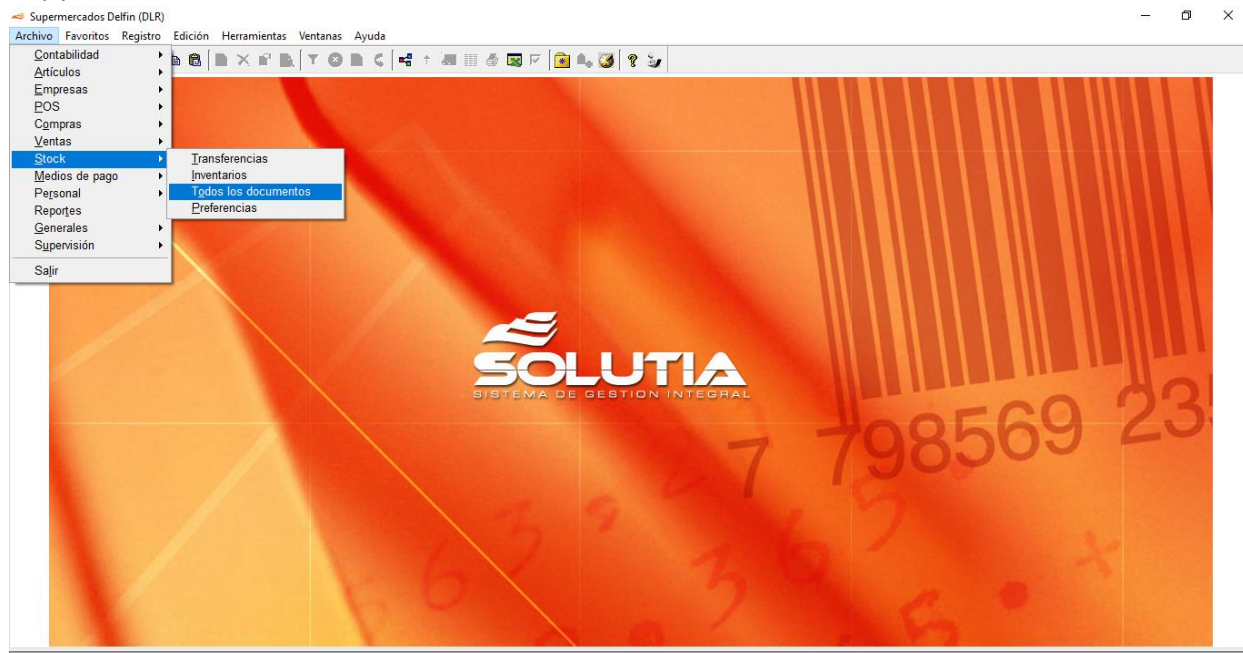 Supermercados Delfin (DLR)
Archivo Favoritos Registro Edición Herramientas Ventanas Ayuda
Contabilidad
Artículos
Empresas
POS
Compras
Ventas
Stock
Medios de pago
Personal
Reportes
Generales
Supervisión
Salir
Transferencias
Inventarios
Todos los documentos
Preferencias
SOLUTIA
SISTEMA DE GESTION INTEGRAL
7 798569 23